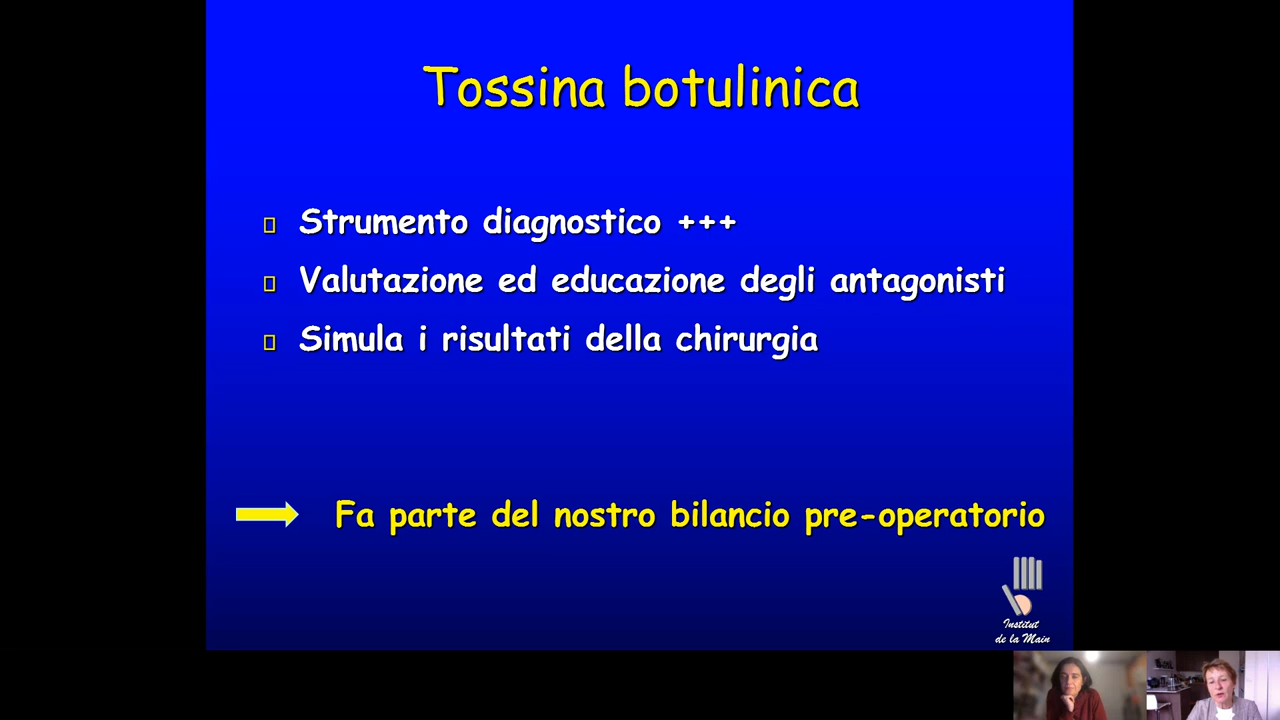 Tossina botulinica
Strumento diagnostico +++
Valutazione ed educazione degli antagonisti
Simula i risultati della chirurgia
Fa parte del nostro bilancio pre-operatorio
Institut
de la Main